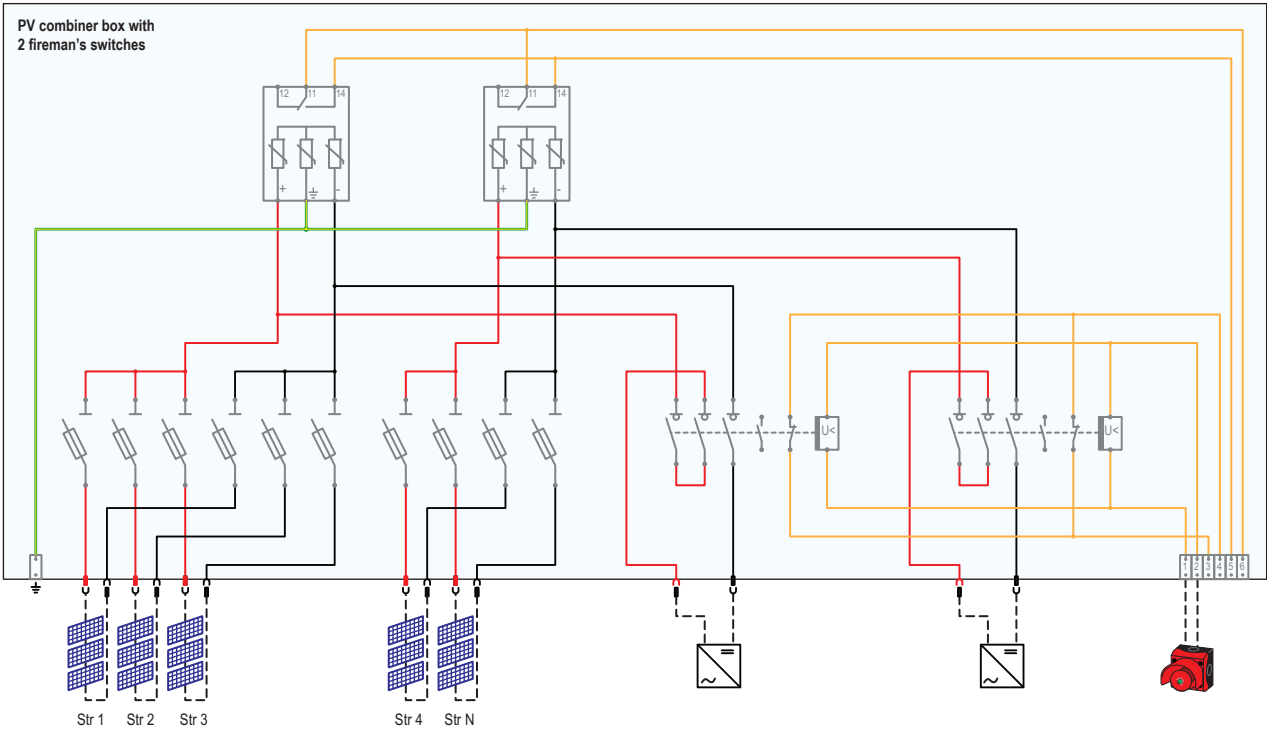 PV combiner box with
2 fireman's switches
12 11 14
12 11 14
+ -
+ -
U<
U<
1 2 3 4 5 6
Str 1 Str 2 Str 3 Str 4 Str N